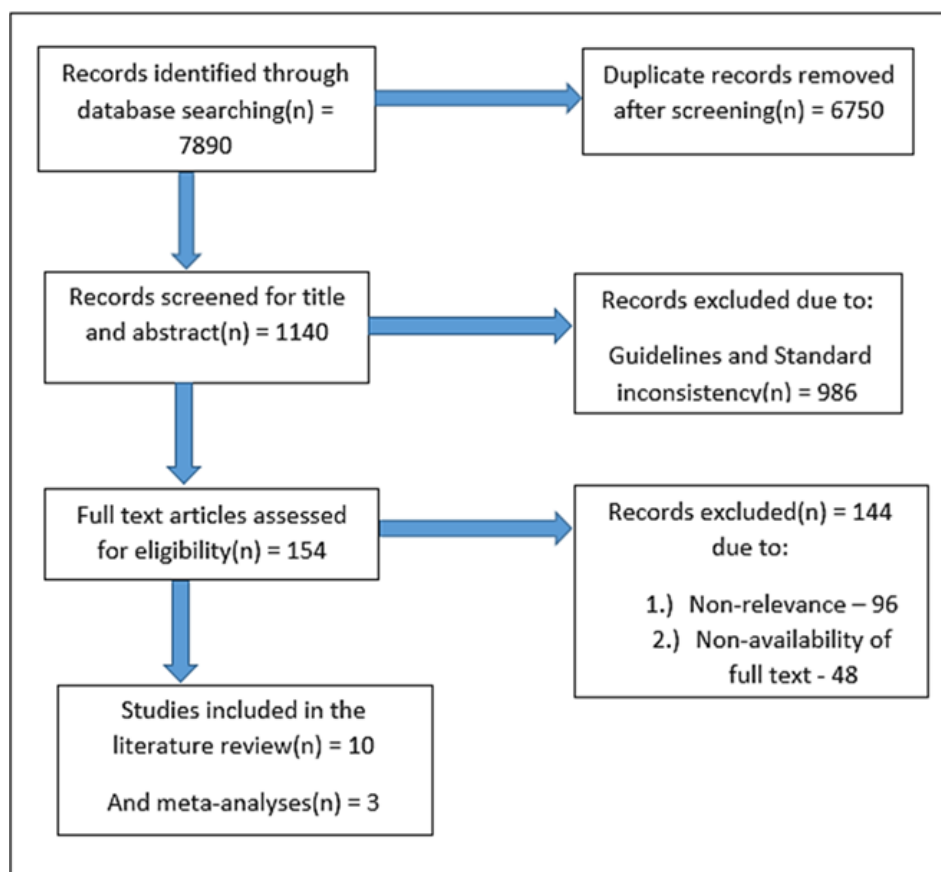 Records identified through
database searching(n) =
7890
Duplicate records removed
after screening(n) = 6750
Records screened for title
and abstract(n) = 1140
Records excluded due to:
Guidelines and Standard
inconsistency(n) = 986
Full text articles assessed
for eligibility(n) = 154
Records excluded(n) = 144
due to:
1.) Non-relevance – 96
2.) Non-availability of
full text - 48
Studies included in the
literature review(n) = 10
And meta-analyses(n) = 3